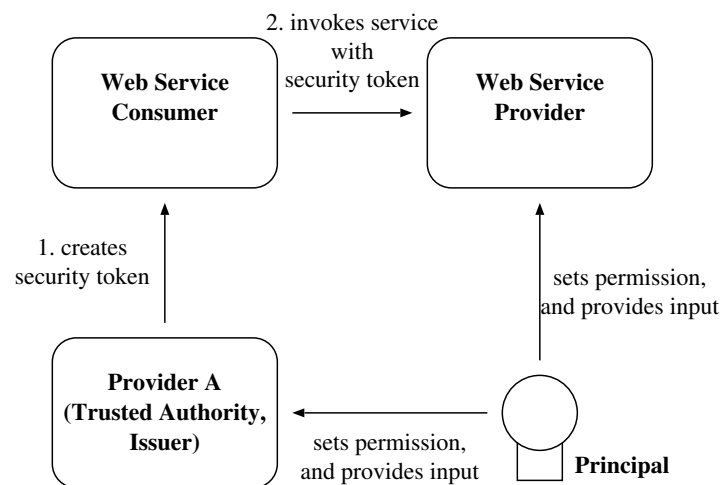 2. invokes service
with
security token
Web Service
Consumer
Web Service
Provider
1. creates
security token
sets permission,
and provides input
Provider A
(Trusted Authority,
Issuer)
sets permission,
and provides input
Principal